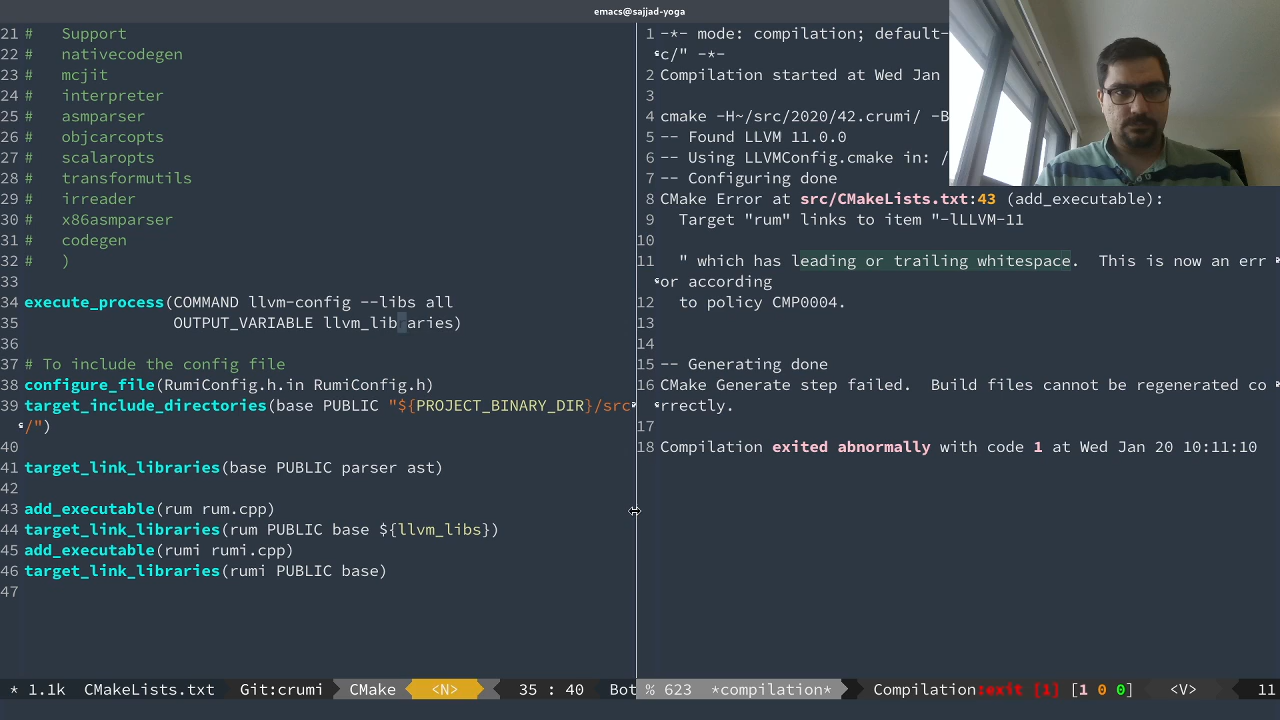 emacs@sajjad-yoga
21 #   Support
22 #   nativecodegen
23 #   mcjit
24 #   interpreter
25 #   asmparser
26 #   objcarcopts
27 #   scalaropts
28 #   transformutils
29 #   irreader
30 #   x86asmparser
31 #   codegen
32 #   )
33
34 execute_process(COMMAND llvm-config --libs all
35                 OUTPUT_VARIABLE llvm_libraries)
36
37 # To include the config file
38 configure_file(RumiConfig.h.in RumiConfig.h)
39 target_include_directories(base PUBLIC "${PROJECT_BINARY_DIR}/src
/")
40
41 target_link_libraries(base PUBLIC parser ast)
42
43 add_executable(rum rum.cpp)
44 target_link_libraries(rum PUBLIC base ${llvm_libs})
45 add_executable(rumi rumi.cpp)
46 target_link_libraries(rumi PUBLIC base)
47
* 1.1k CMakeLists.txt Git:crumi CMake <N> 35 : 40 Bot
1 -*- mode: compilation; default-
c/" -*-
2 Compilation started at Wed Jan
3
4 cmake -H~/src/2020/42.crumi/ -B
5 -- Found LLVM 11.0.0
6 -- Using LLVMConfig.cmake in: /
7 -- Configuring done
8 CMake Error at src/CMakeLists.txt:43 (add_executable):
9   Target "rum" links to item "-lLLVM-11
10
11   " which has leading or trailing whitespace.  This is now an err
or according
12   to policy CMP0004.
13
14
15 -- Generating done
16 CMake Generate step failed.  Build files cannot be regenerated co
rrectly.
17
18 Compilation exited abnormally with code 1 at Wed Jan 20 10:11:10
% 623 *compilation* Compilation:exit [1] [1 0 0] <V> 11